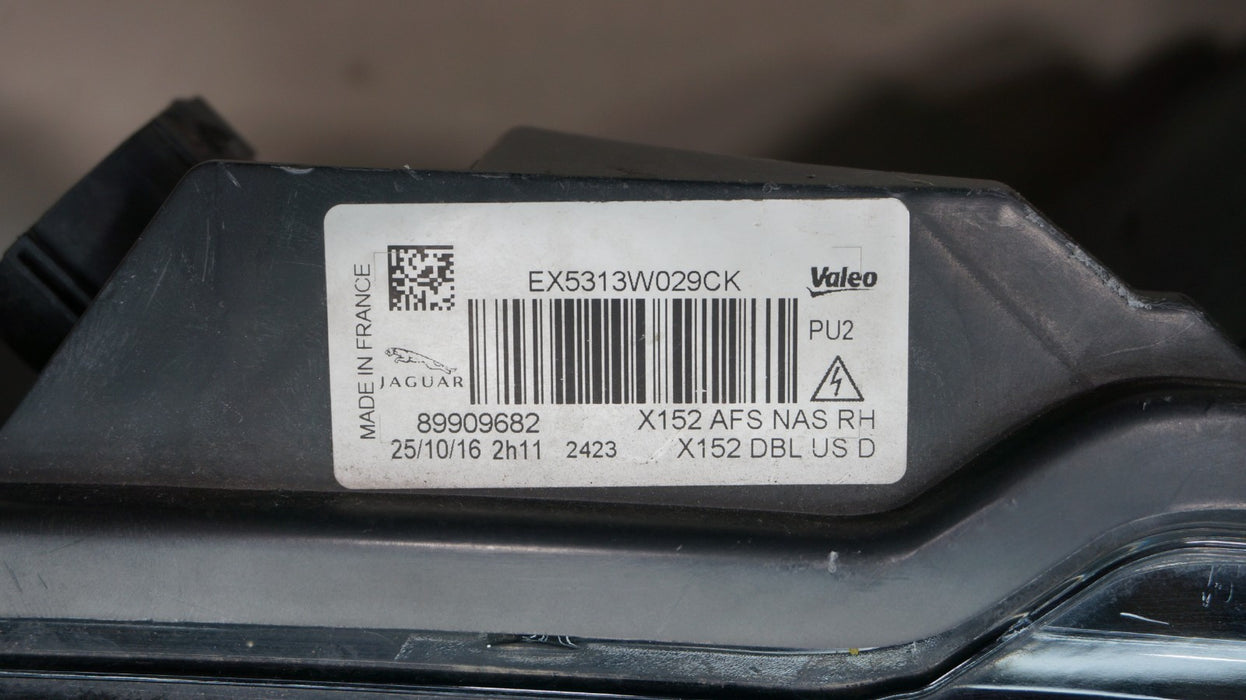 MADE IN FRANCE
EX5313W029CK
Valeo
PU2
JAGUAR
89909682
X152 AFS NAS RH
25/10/16 2h11 2423
X152 DBL US D